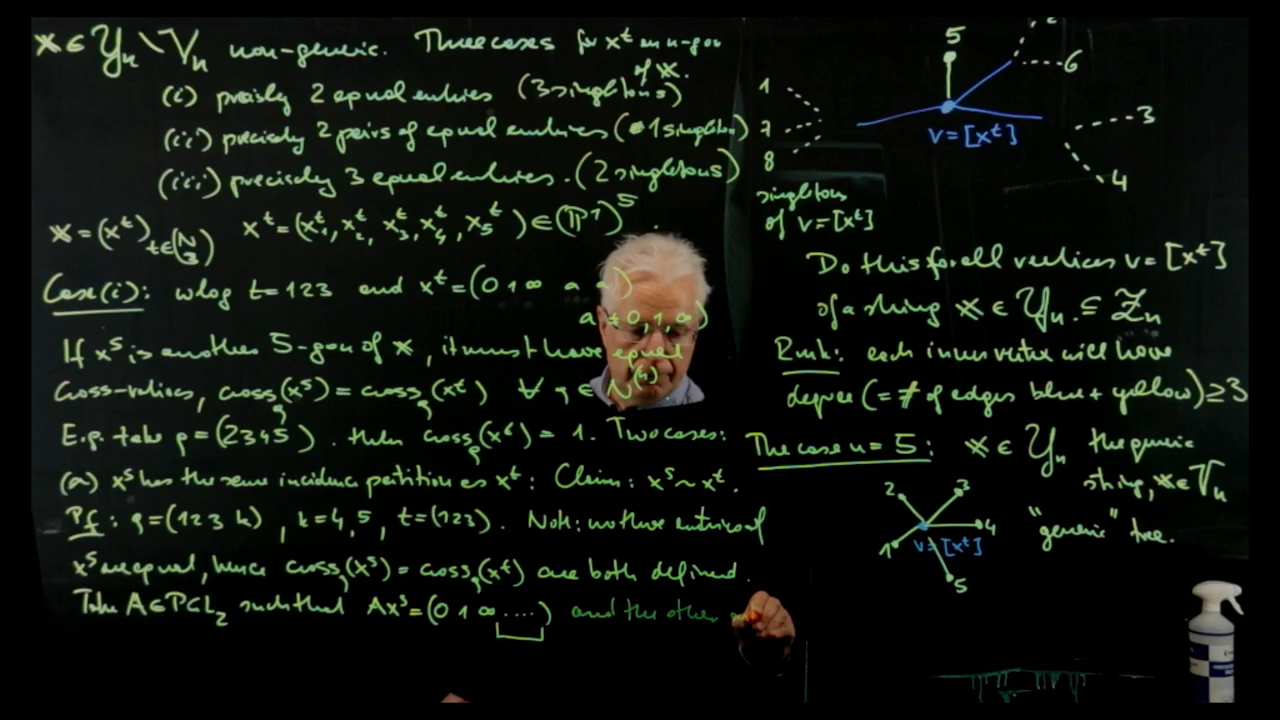 𝕏 ∈ 𝒴ₙ \ 𝒱ₙ non-generic. Three cases for xᵗ an n-gon
of 𝕏.
(i) precisely 2 equal entries (3 singletons)
(ii) precisely 2 pairs of equal entries (1 singleton)
(iii) precisely 3 equal entries. (2 singletons)
𝕏 = (xᵗ)_{t∈(N 3)} xᵗ = (x₁ᵗ, x₂ᵗ, x₃ᵗ, x₄ᵗ, x₅ᵗ) ∈ (ℙ¹)⁵.
Case (i): wlog t = 123 and xᵗ = (0 1 ∞ a a)
a ≠ 0, 1, ∞)
If xˢ is another 5-gon of 𝕏, it must have equal
cross-ratios, cross_q(xˢ) = cross_q(xᵗ) ∀ q ∈ N⁽⁴⁾
E.g. take q = (2345). then cross_q(xᵗ) = 1. Two cases:
(a) xˢ has the same incidence partition as xᵗ: Claim: xˢ ~ xᵗ.
Pf: q = (123 k), k = 4, 5, t = (123). Note: no three entries of
xˢ are equal, hence cross_q(xˢ) = cross_q(xᵗ) are both defined.
Take A ∈ PGL₂ such that Axˢ = (0 1 ∞ ....) and the other
5
2
6
1
7
8
3
4
v = [xᵗ]
singletons
of v = [xᵗ]
Do this for all vertices v = [xᵗ]
of a string 𝕏 ∈ 𝒴ₙ ⊆ 𝒵ₙ
Rmk: each inner vertex will have
degree (= # of edges blue + yellow) ≥ 3
The case n = 5: 𝕏 ∈ 𝒴ₙ the generic
string, 𝕏 ∈ 𝒱ₙ
2
3
4
1
5
v = [xᵗ]
"generic" tree.